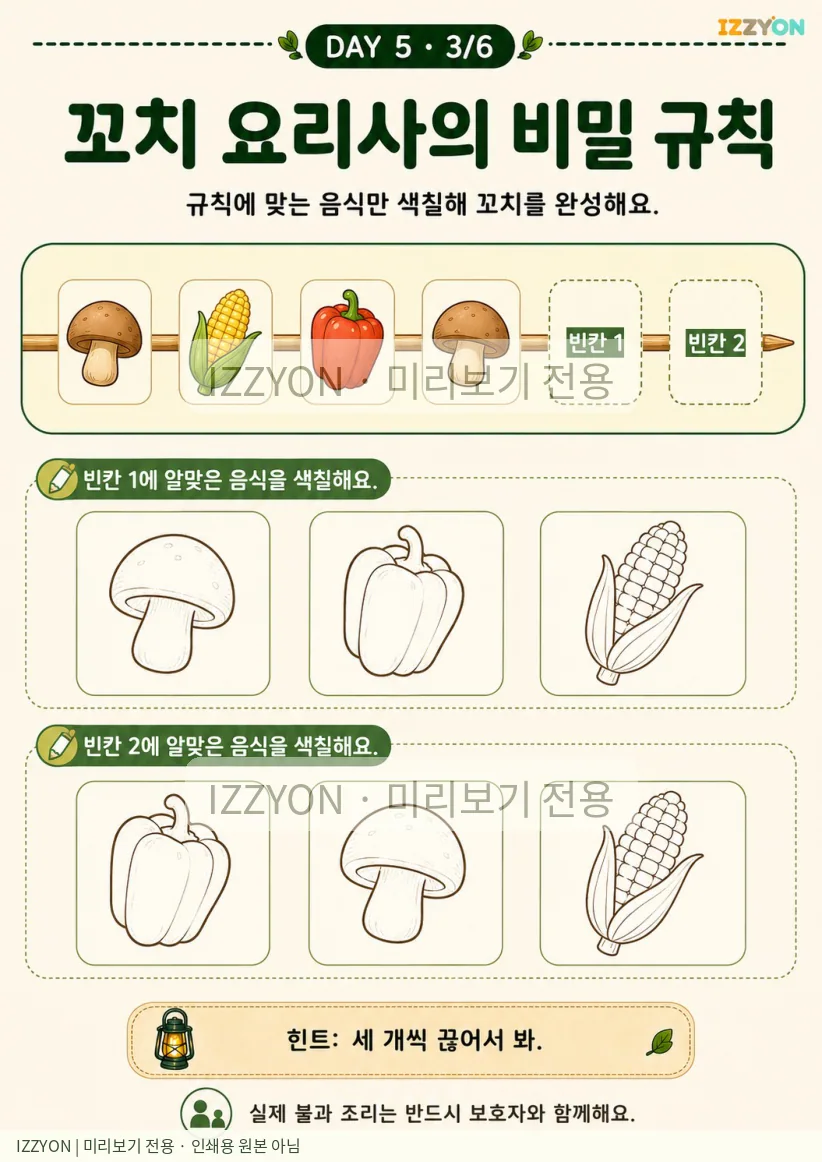 DAY 5 · 3/6
IZZYON
꼬치 요리사의 비밀 규칙
규칙에 맞는 음식만 색칠해 꼬치를 완성해요.
빈칸 1
빈칸 2
IZZYON · 미리보기 전용
빈칸 1에 알맞은 음식을 색칠해요.
빈칸 2에 알맞은 음식을 색칠해요.
IZZYON · 미리보기 전용
힌트: 세 개씩 끊어서 봐.
실제 불과 조리는 반드시 보호자와 함께해요.
IZZYON | 미리보기 전용 · 인쇄용 원본 아님